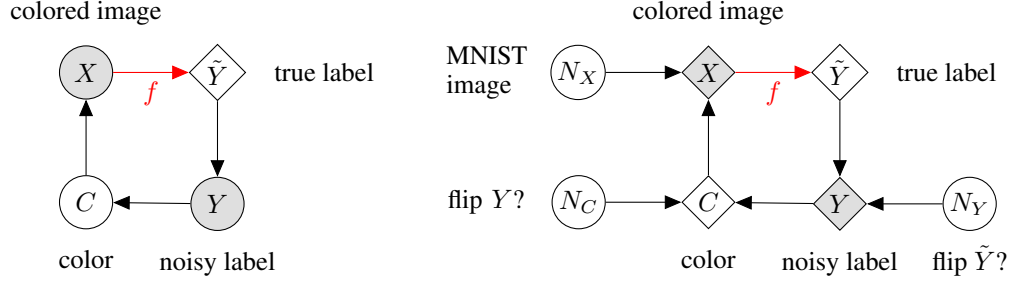 colored image
X
f
Ỹ
true label
C
Y
color
noisy label
colored image
MNIST
image
N_X
X
f
Ỹ
true label
flip Y?
N_C
C
Y
N_Y
color
noisy label
flip Ỹ?